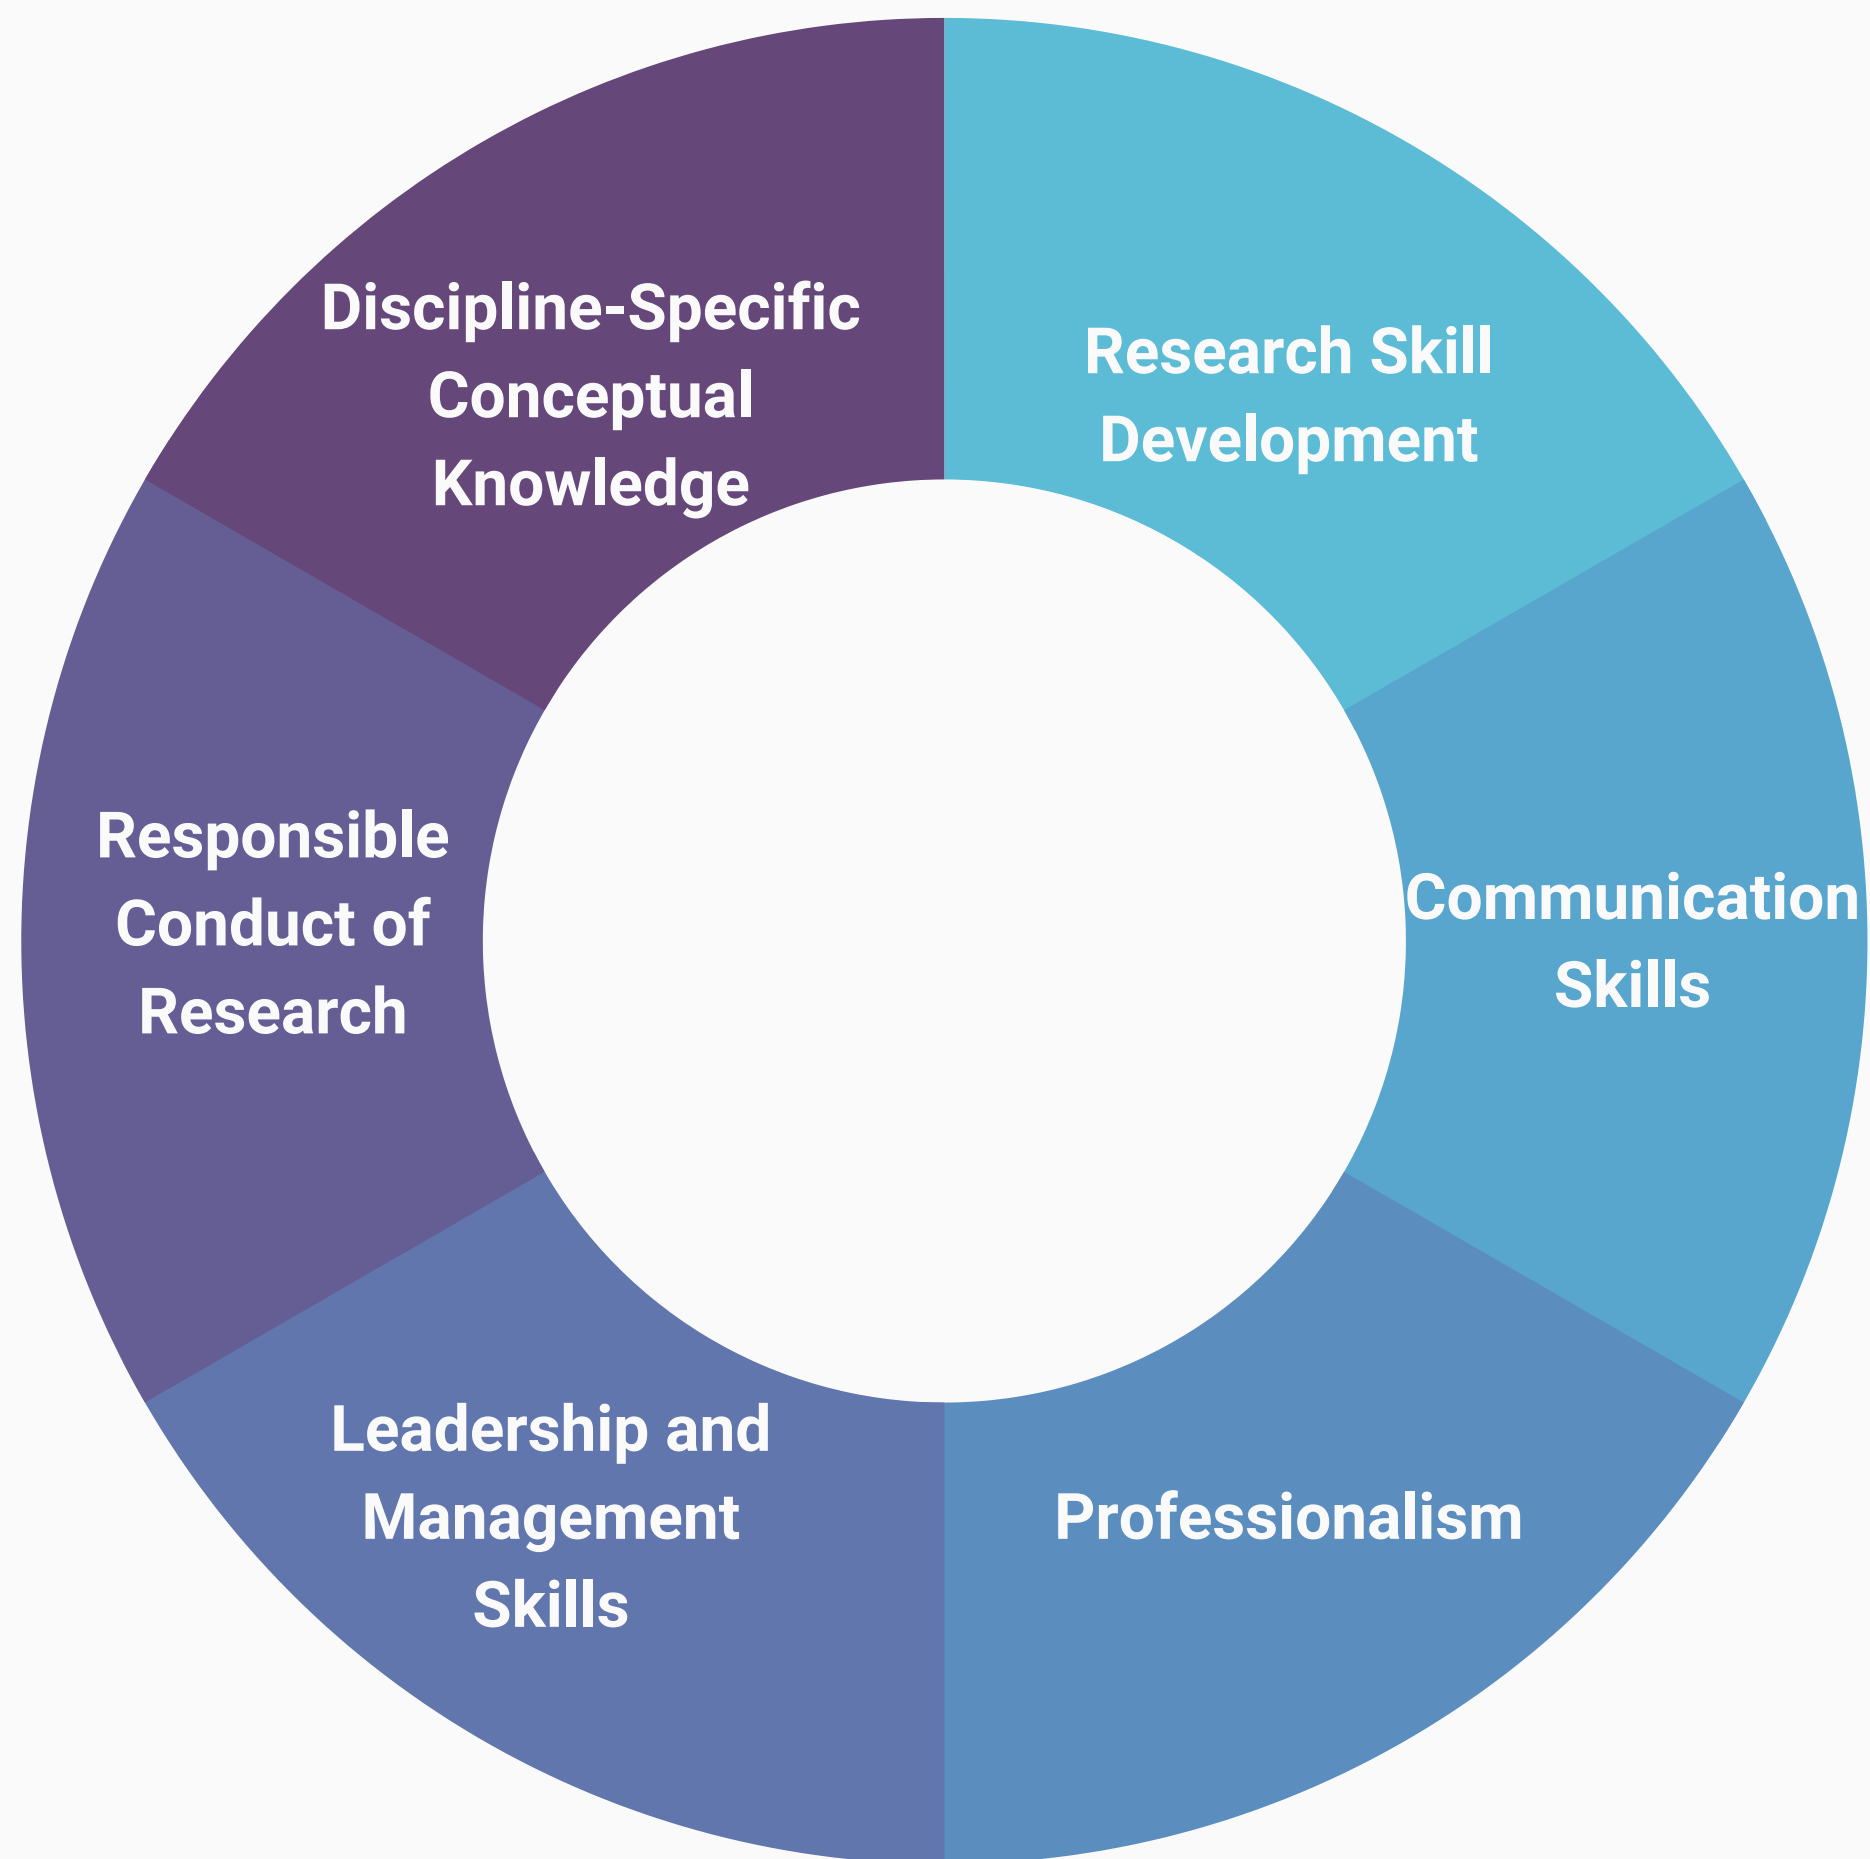 Discipline-Specific
Conceptual
Knowledge
Research Skill
Development
Responsible
Conduct of
Research
Communication
Skills
Leadership and
Management
Skills
Professionalism